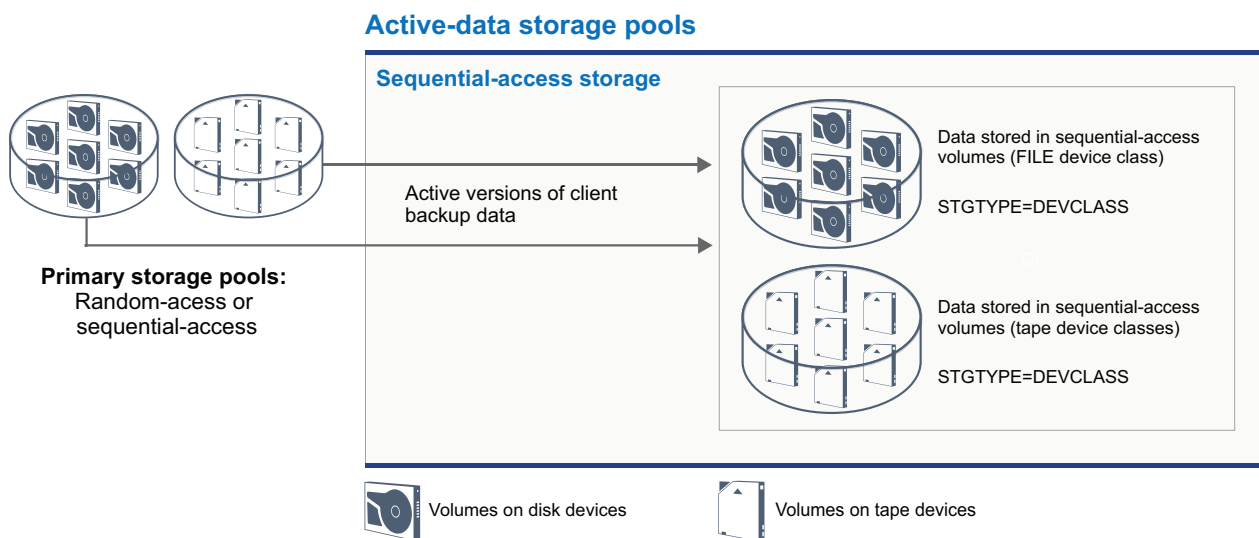 Active-data storage pools
Sequential-access storage
Data stored in sequential-access
volumes (FILE device class)
STGTYPE=DEVCLASS
Active versions of client
backup data
Primary storage pools:
Random-acess or
sequential-access
Data stored in sequential-access
volumes (tape device classes)
STGTYPE=DEVCLASS
Volumes on disk devices
Volumes on tape devices